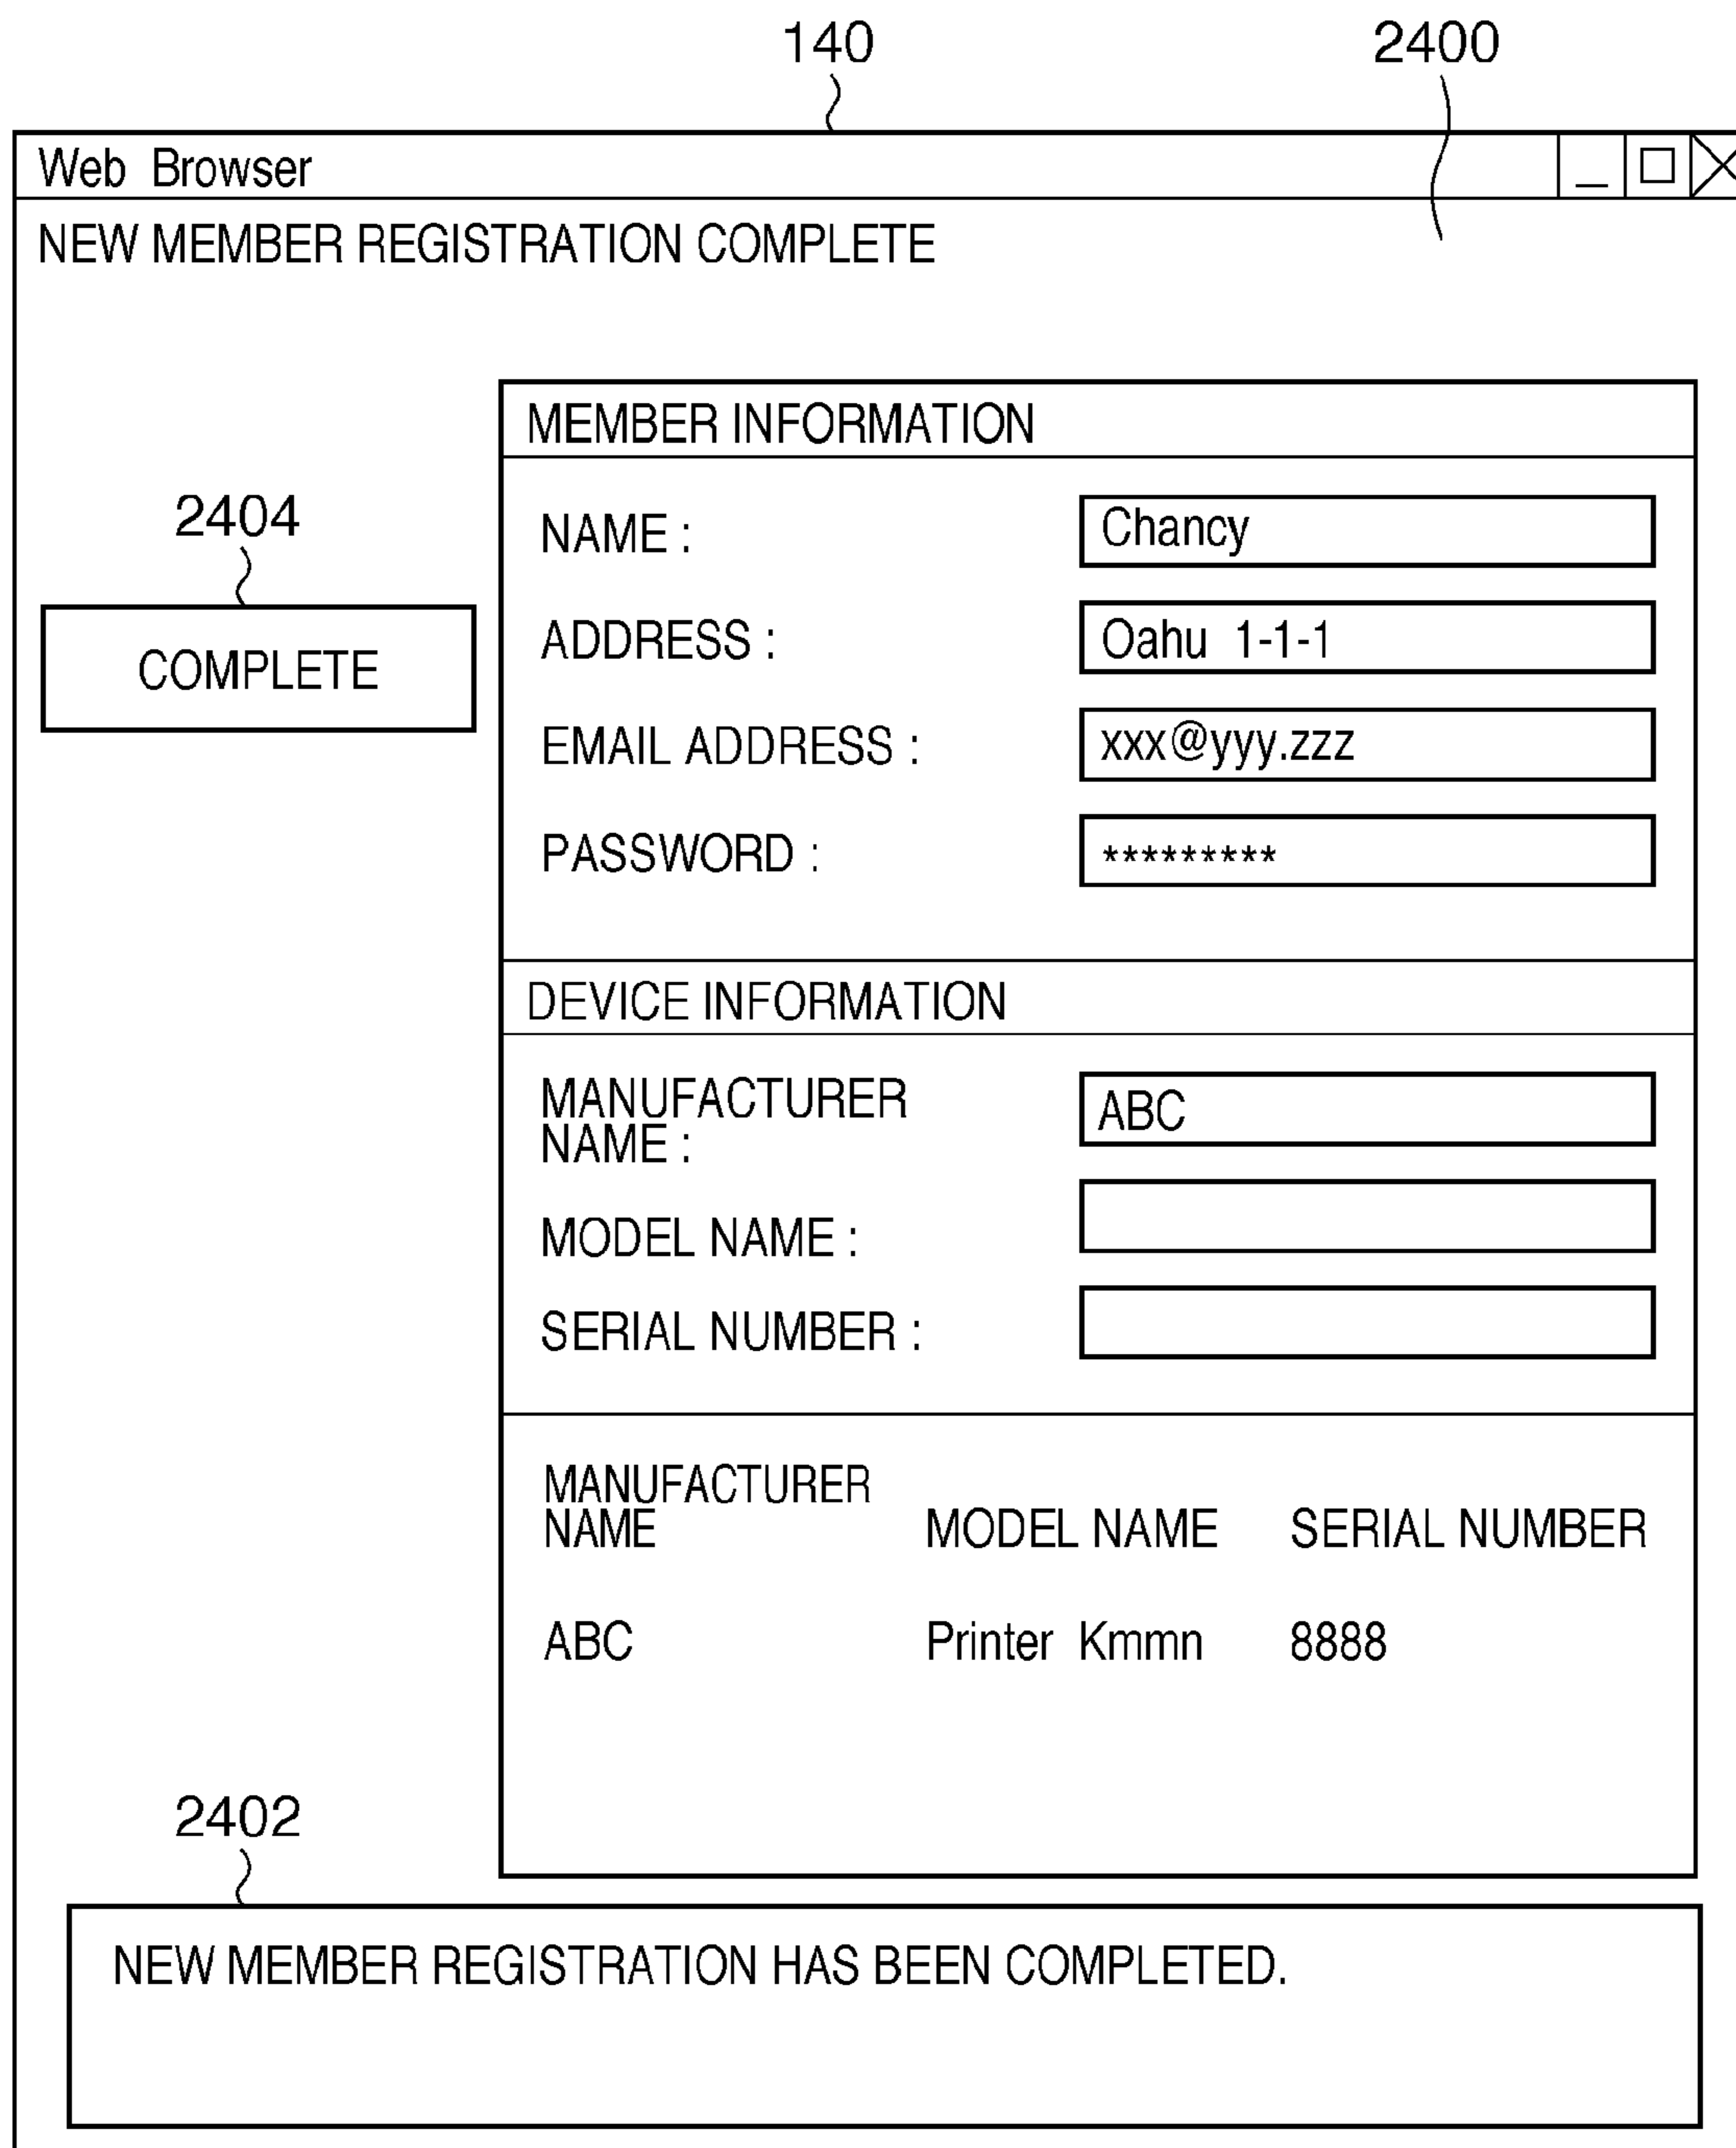 140
2400
Web Browser
NEW MEMBER REGISTRATION COMPLETE
MEMBER INFORMATION
2404
COMPLETE
NAME : Chancy
ADDRESS : Oahu 1-1-1
EMAIL ADDRESS : xxx@yyy.zzz
PASSWORD : *********
DEVICE INFORMATION
MANUFACTURER
NAME : ABC
MODEL NAME :
SERIAL NUMBER :
MANUFACTURER
NAME MODEL NAME SERIAL NUMBER
ABC Printer Kmmn 8888
2402
NEW MEMBER REGISTRATION HAS BEEN COMPLETED.